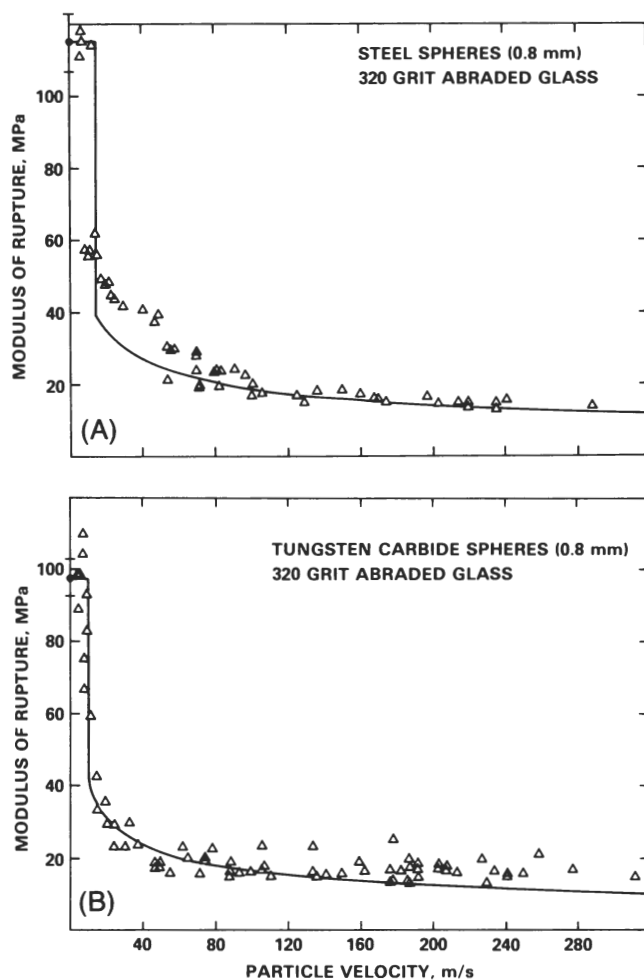 STEEL SPHERES (0.8 mm)
320 GRIT ABRADED GLASS
MODULUS OF RUPTURE, MPa
100
80
60
40
20
(A)
TUNGSTEN CARBIDE SPHERES (0.8 mm)
320 GRIT ABRADED GLASS
MODULUS OF RUPTURE, MPa
100
80
60
40
20
(B)
40 80 120 160 200 240 280
PARTICLE VELOCITY, m/s